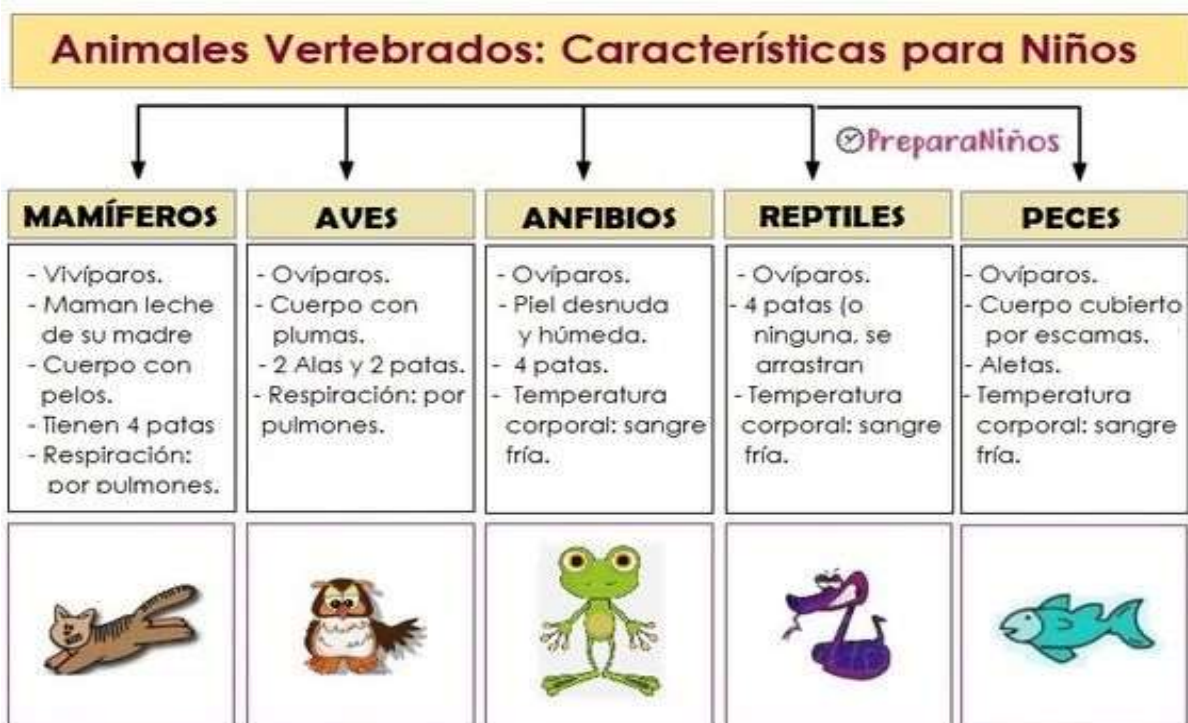 Animales Vertebrados: Características para Niños
PreparaNiños
MAMÍFEROS
- Vivíparos.
- Maman leche
de su madre
- Cuerpo con
pelos.
- Tienen 4 patas
- Respiración:
por pulmones.
AVES
- Ovíparos.
- Cuerpo con
plumas.
- 2 Alas y 2 patas.
- Respiración: por
pulmones.
ANFIBIOS
- Ovíparos.
- Piel desnuda
y húmeda.
- 4 patas.
- Temperatura
corporal: sangre
fría.
REPTILES
- Ovíparos.
- 4 patas (o
ninguna, se
arrastran
- Temperatura
corporal: sangre
fría.
PECES
- Ovíparos.
- Cuerpo cubierto
por escamas.
- Aletas.
- Temperatura
corporal: sangre
fría.